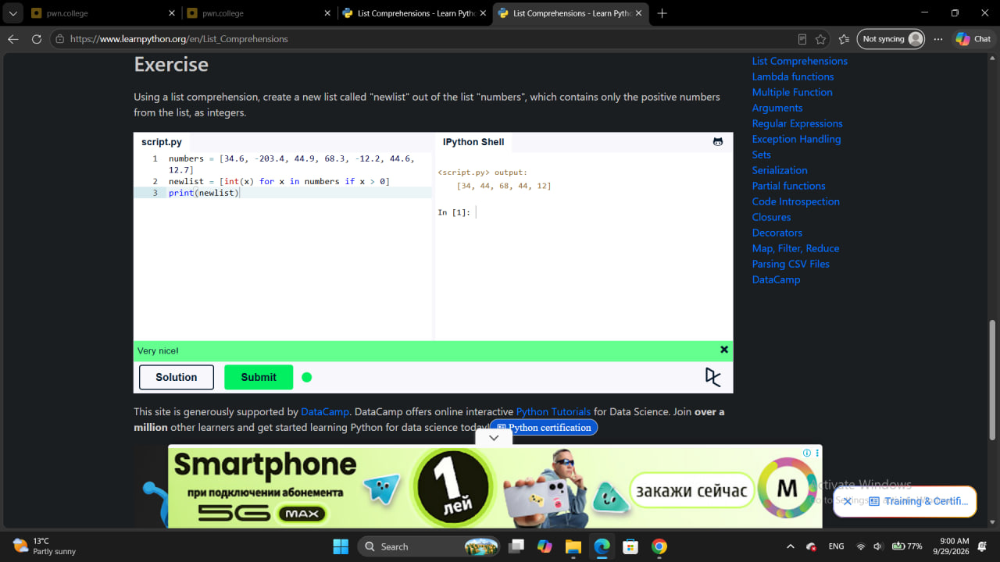 pwn.college
pwn.college
List Comprehensions - Learn Pytho
List Comprehensions - Learn Pytho
https://www.learnpython.org/en/List_Comprehensions
Not syncing
Chat
Exercise
Using a list comprehension, create a new list called "newlist" out of the list "numbers", which contains only the positive numbers
from the list, as integers.
script.py
1 numbers = [34.6, -203.4, 44.9, 68.3, -12.2, 44.6,
12.7]
2 newlist = [int(x) for x in numbers if x > 0]
3 print(newlist)
IPython Shell
<script.py> output:
[34, 44, 68, 44, 12]
In [1]:
Very nice!
Solution
Submit
This site is generously supported by DataCamp. DataCamp offers online interactive Python Tutorials for Data Science. Join over a
million other learners and get started learning Python for data science today!
Python certification
List Comprehensions
Lambda functions
Multiple Function
Arguments
Regular Expressions
Exception Handling
Sets
Serialization
Partial functions
Code Introspection
Closures
Decorators
Map, Filter, Reduce
Parsing CSV Files
DataCamp
Smartphone
при подключении абонемента
5G MAX
1
лей
закажи сейчас
M
Activate Windows
Go to Settings to activate Windows.
Training & Certifi...
13°C
Partly sunny
Search
ENG
77%
9:00 AM
9/29/2026